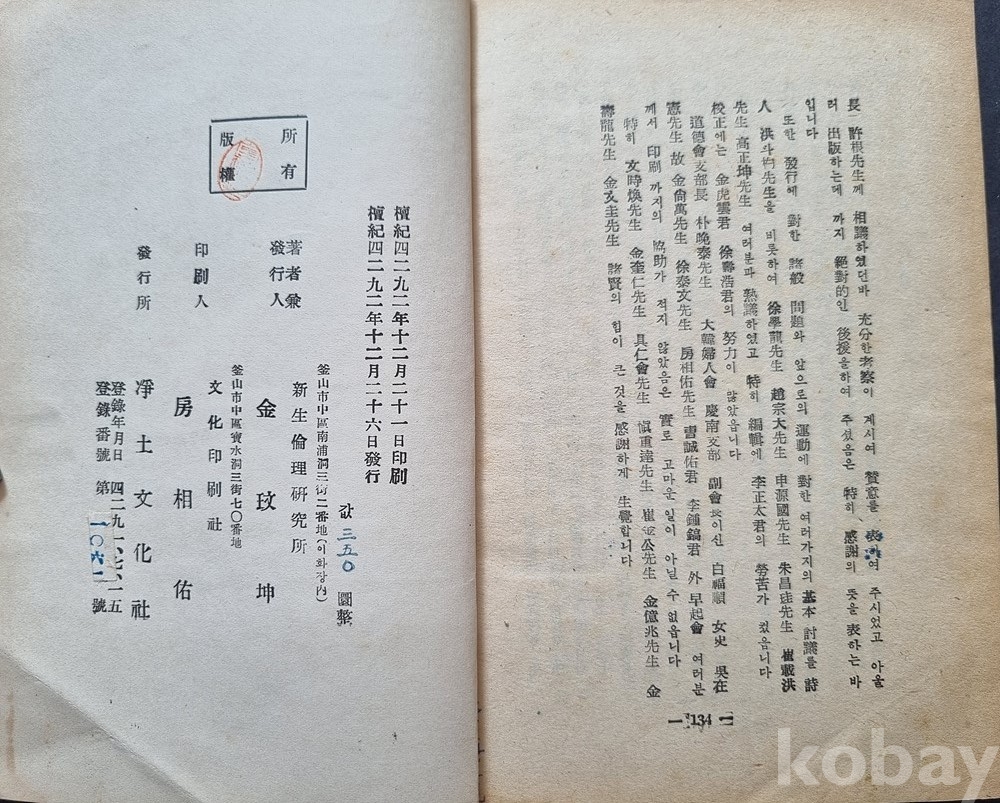 長 許根先生께 相議하였던바 充分한 考察이 계시여 贊意를 表하여 주시었고 아울
러 出版하는데 까지 絕對的인 後援을하여 주셨음은 特히 感謝의 뜻을 表하는 바
입니다
또한 發行에 對한 諸般 問題와 앞으로의 運動에 對한 여러가지의 基本 討議를 詩
人 洪斗杓先生을 비롯하여 徐學龍先生 趙宗大先生 申源國先生 朱昌珪先生 崔載洪
先生 高正坤先生 여러분과 熱議하였고 特히 編輯에 李正太君의 勞苦가 컸읍니다
校正에는 金虎雲君 徐壽浩君의 努力이 많았읍니다
道德會支部長 朴晚泰先生 大韓婦人會 慶南支部 副會長이신 白福順 女史 吳在
憲先生 故 金尙萬先生 徐泰文先生 房相佑先生 曺誠佑君 李鍾鎬君 外 早起會 여러분
께서 印刷 까지의 協助가 적지 않았음은 實로 고마운 일이 아닐 수 없읍니다
特히 文時煥先生 金奎仁先生 具仁會先生 愼重達先生 崔 公先生 金億兆先生 金
壽龍先生 金文圭先生 諸賢의 힘이 큰 것을 感謝하게 生覺합니다
— 134 —
所有
版權
檀紀四二九二年十二月二十一日印刷
檀紀四二九二年十二月二十六日發行
값 三五〇 圜整
釜山市中區南浦洞三街二番地(이화장內)
著者兼
發行人
新生倫理硏究所
金玟坤
釜山市中區寶水洞三街七〇番地
印刷人
文化印刷社
房相佑
發行所
淨土文化社
登錄年月日 四二九一、七、一五
登錄番號 第一〇六二號
kobay